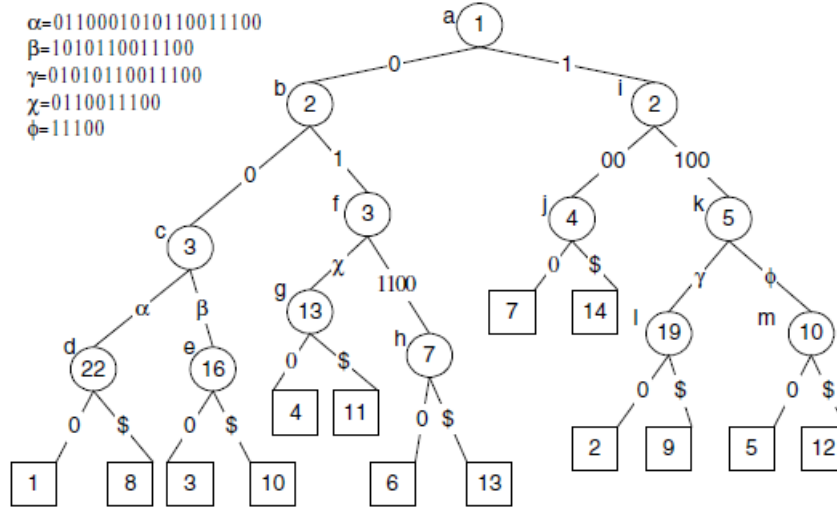 α=0110001010110011100
β=1010110011100
γ=01010110011100
χ=0110011100
φ=11100
a 1
0 1
b 2 i 2
0 1 00 100
f 3 j 4 k 5
c 3
χ 1100 0 $ γ φ
g 13 7 14
α β
l 19 m 10
d 22 e 16 h 7
0 $ 0 $ 0 $
4 11
0 $ 0 $ 0 $
2 9 5 12
1 8 3 10 6 13